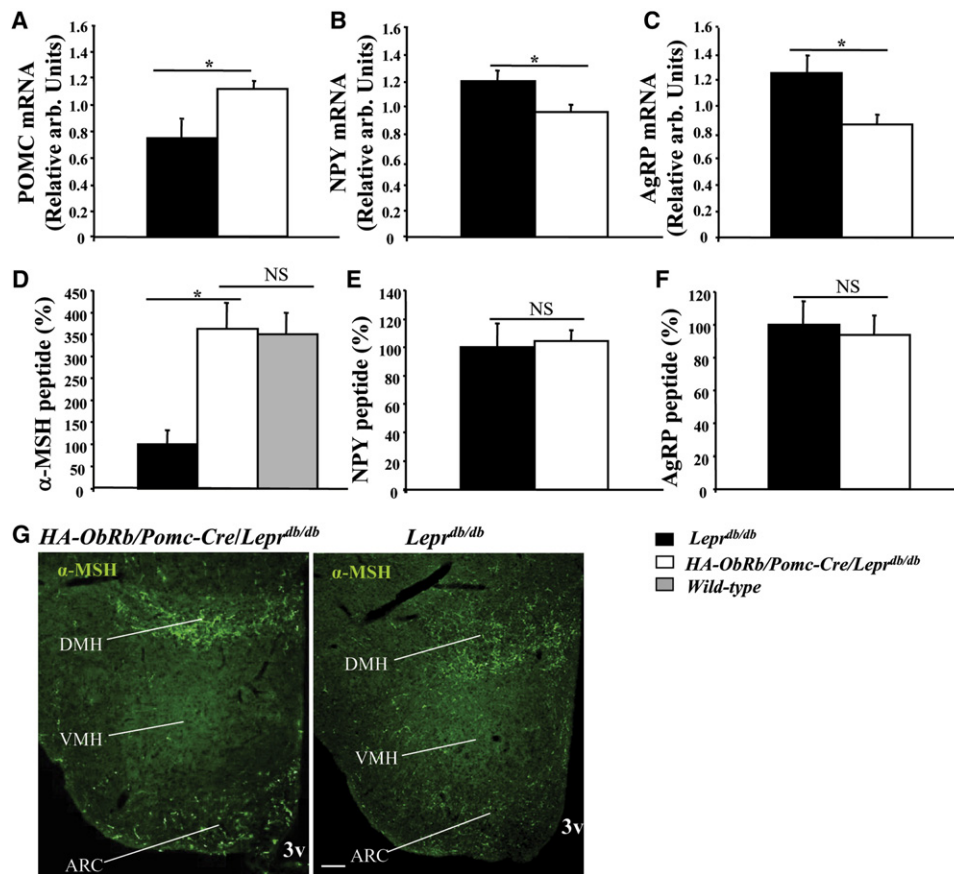 A
POMC mRNA
(Relative arb. Units)
1.6
1.4
1.2
1.0
0.8
0.6
0.4
0.2
0
*
B
NPY mRNA
(Relative arb. Units)
1.6
1.4
1.2
1.0
0.8
0.6
0.4
0.2
0
*
C
AgRP mRNA
(Relative arb. Units)
1.6
1.4
1.2
1.0
0.8
0.6
0.4
0.2
0
*
D
α-MSH peptide (%)
450
400
350
300
250
200
150
100
50
0
*
NS
E
NPY peptide (%)
140
120
100
80
60
40
20
0
NS
F
AgRP peptide (%)
120
100
80
60
40
20
0
NS
G
HA-ObRb/Pomc-Cre/Lepr^db/db
α-MSH
DMH
VMH
ARC
3v
Lepr^db/db
α-MSH
DMH
VMH
ARC
3v
Lepr^db/db
HA-ObRb/Pomc-Cre/Lepr^db/db
Wild-type